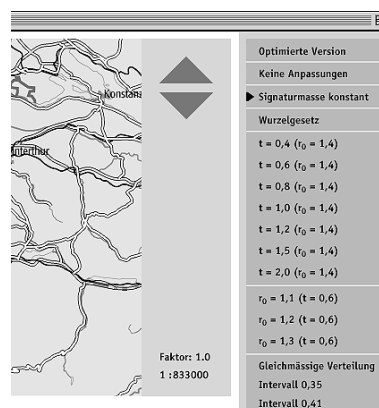 Konstan
interthur
Faktor: 1.0
1 :833000
Optimierte Version
Keine Anpassungen
Signaturmasse konstant
Wurzelgesetz
t = 0,4 (r0 = 1,4)
t = 0,6 (r0 = 1,4)
t = 0,8 (r0 = 1,4)
t = 1,0 (r0 = 1,4)
t = 1,2 (r0 = 1,4)
t = 1,5 (r0 = 1,4)
t = 2,0 (r0 = 1,4)
r0 = 1,1 (t = 0,6)
r0 = 1,2 (t = 0,6)
r0 = 1,3 (t = 0,6)
Gleichmässige Verteilung
Intervall 0,35
Intervall 0,41